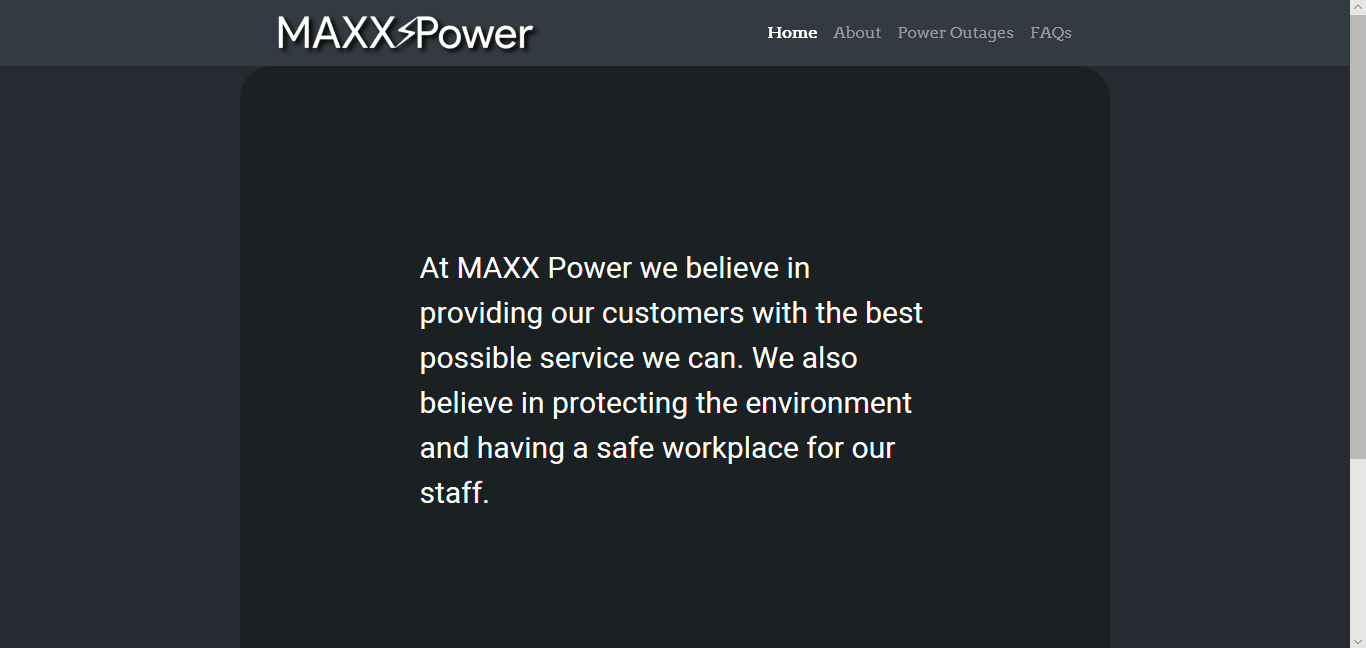 MAXX⚡Power
Home About Power Outages FAQs
At MAXX Power we believe in
providing our customers with the best
possible service we can. We also
believe in protecting the environment
and having a safe workplace for our
staff.